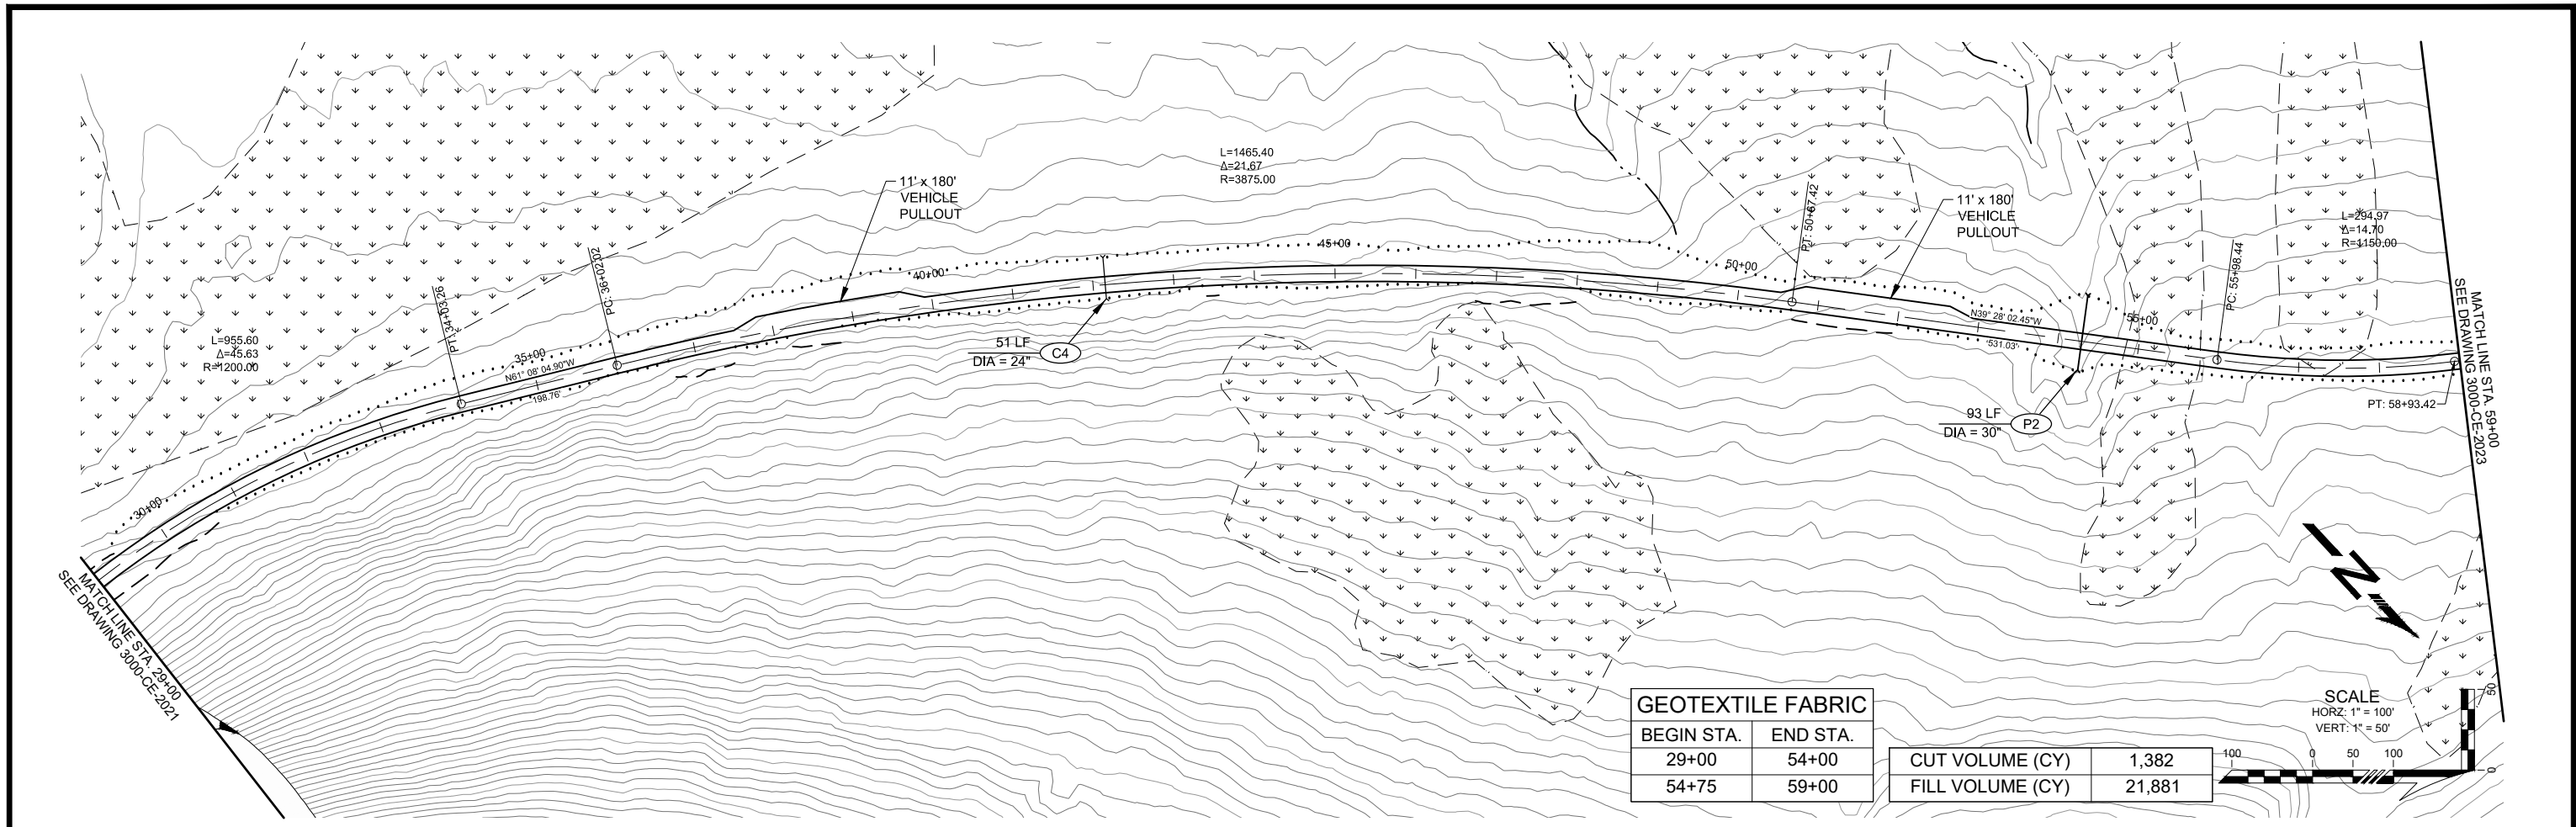 L=1465.40
Δ=21.67
R=3875.00
11' x 180'
VEHICLE
PULLOUT
11' x 180'
VEHICLE
PULLOUT
PT: 50+67.42
L=294.97
Δ=14.70
R=1150.00
45+00
40+00
50+00
PC: 36+02.02
PT: 34+03.26
PC: 55+98.44
N39° 28' 02.45"W
531.03'
55+00
L=955.60
Δ=45.63
R=1200.00
35+00
N61° 08' 04.90"W
198.76'
51 LF
DIA = 24"
C4
93 LF
DIA = 30"
P2
PT: 58+93.42
MATCH LINE STA. 59+00
SEE DRAWING 3000-CE-2023
30+00
MATCH LINE STA. 29+00
SEE DRAWING 3000-CE-2021
N
GEOTEXTILE FABRIC
BEGIN STA. END STA.
29+00 54+00
54+75 59+00
CUT VOLUME (CY) 1,382
FILL VOLUME (CY) 21,881
SCALE
HORZ: 1" = 100'
VERT: 1" = 50'
100 0 50 100
50
0